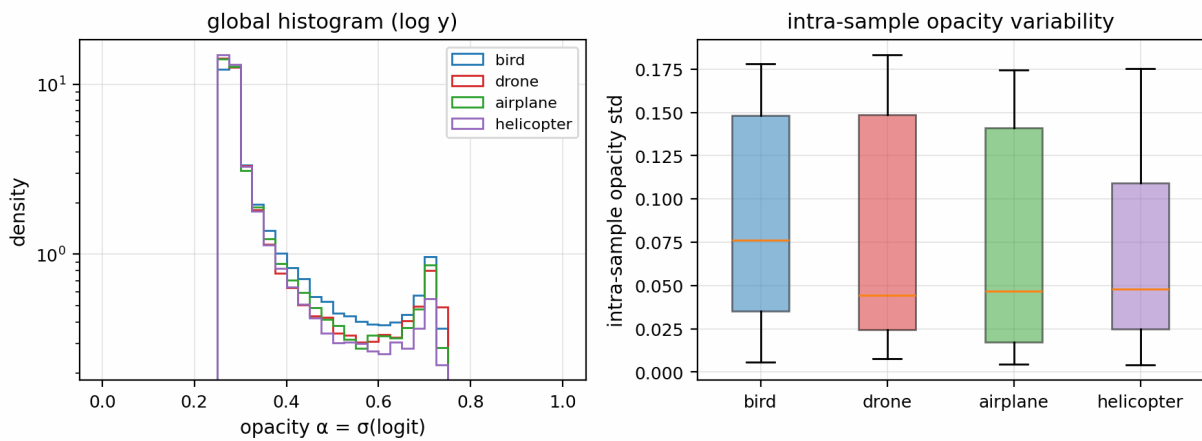 global histogram (log y)
bird
drone
airplane
helicopter
density
10¹
10⁰
0.0 0.2 0.4 0.6 0.8 1.0
opacity α = σ(logit)
intra-sample opacity variability
intra-sample opacity std
0.175
0.150
0.125
0.100
0.075
0.050
0.025
0.000
bird drone airplane helicopter